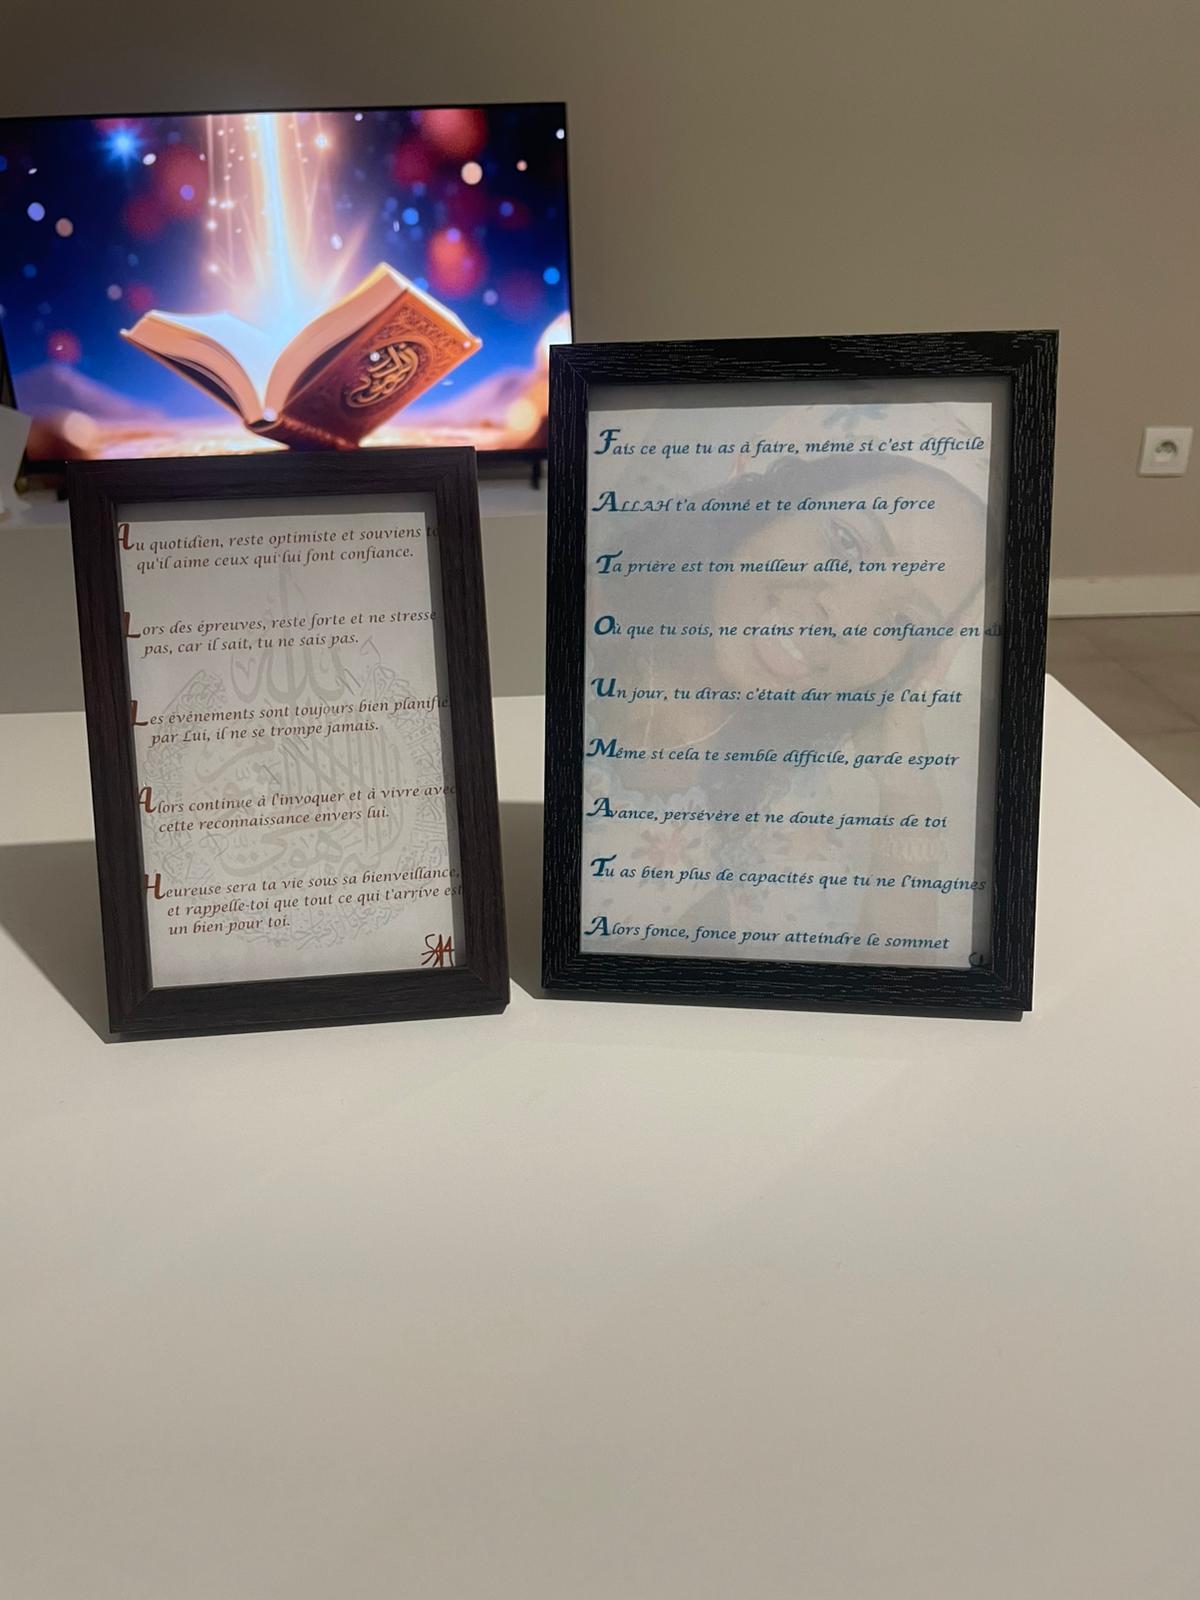 Au quotidien, reste optimiste et souviens
qu'il aime ceux qui lui font confiance.
Lors des épreuves, reste forte et ne stresse
pas, car il sait, tu ne sais pas.
Les événements sont toujours bien planifié
par Lui, il ne se trompe jamais.
Alors continue à l'invoquer et à vivre avec
cette reconnaissance envers lui.
Heureuse sera ta vie sous sa bienveillance,
et rappelle-toi que tout ce qui t'arrive est
un bien pour toi.
SAA
Fais ce que tu as à faire, même si c'est difficile
ALLAH t'a donné et te donnera la force
Ta prière est ton meilleur allié, ton repère
Où que tu sois, ne crains rien, aie confiance en
Un jour, tu diras: c'était dur mais je l'ai fait
Même si cela te semble difficile, garde espoir
Avance, persévère et ne doute jamais de toi
Tu as bien plus de capacités que tu ne l'imagines
Alors fonce, fonce pour atteindre le sommet